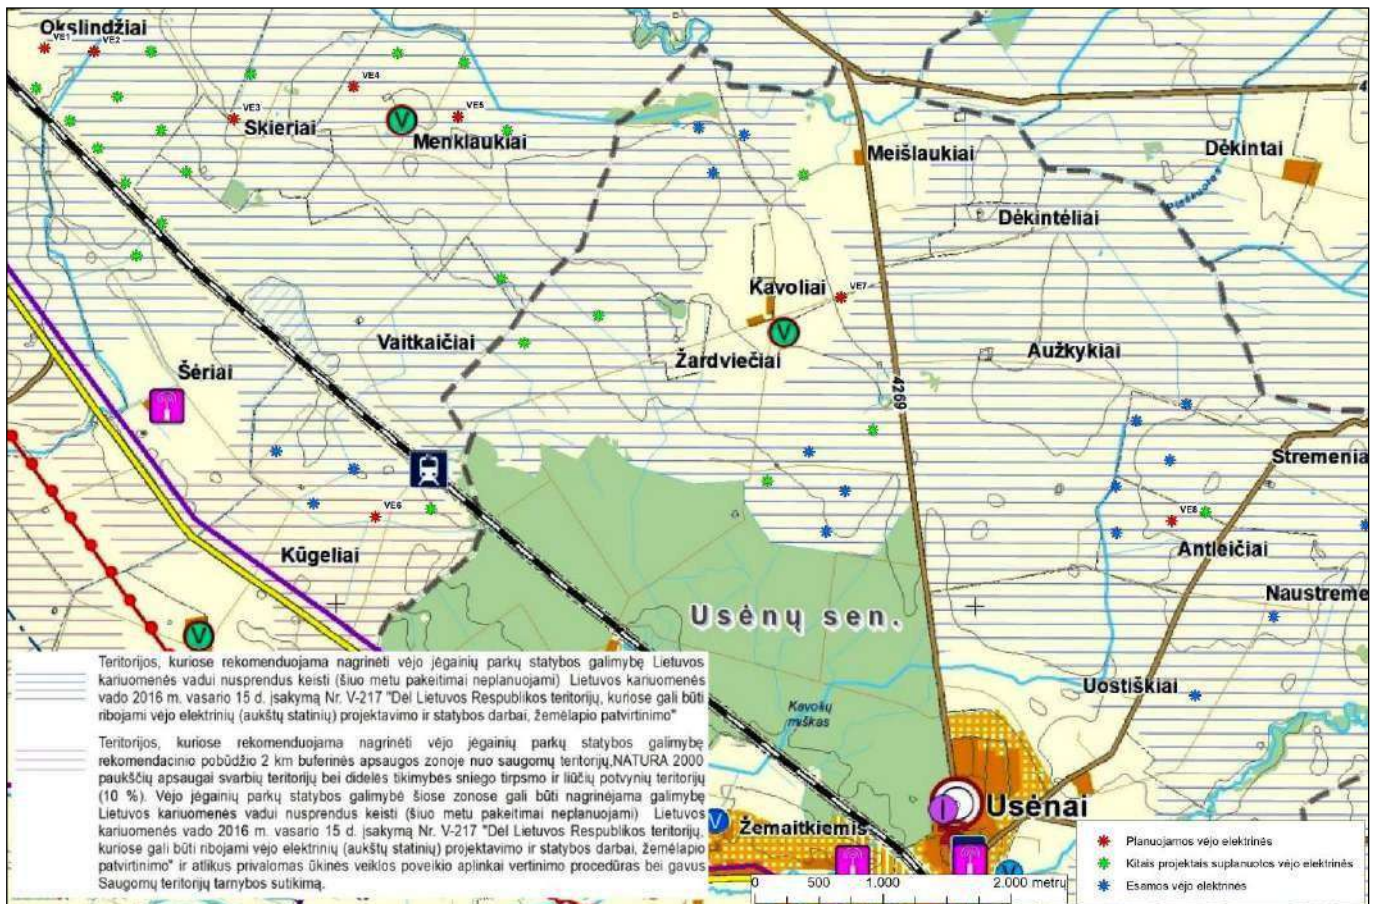 Okslindžiai
VE1
VE2
VE4
VE3
VE5
Skieriai
V
Menklaukiai
Meišlaukiai
Dėkintai
Dėkintėliai
Kavoliai
VE7
V
Vaitkaičiai
Žardviečiai
Aužkykiai
Šėriai
4269
Stremenia
VE6
VE8
Antleičiai
Kūgeliai
Naustreme
Usėnų sen.
V
Uostiškiai
Kavolių
miškas
Teritorijos, kuriose rekomenduojama nagrinėti vėjo jėgainių parkų statybos galimybę Lietuvos
kariuomenės vadui nusprendus keisti (šiuo metu pakeitimai neplanuojami) Lietuvos kariuomenės
vado 2016 m. vasario 15 d. įsakymą Nr. V-217 "Dėl Lietuvos Respublikos teritorijų, kuriose gali būti
ribojami vėjo elektrinių (aukštų statinių) projektavimo ir statybos darbai, žemėlapio patvirtinimo"
Teritorijos, kuriose rekomenduojama nagrinėti vėjo jėgainių parkų statybos galimybę
rekomendacinio pobūdžio 2 km buferinės apsaugos zonoje nuo saugomų teritorijų,NATURA 2000
paukščių apsaugai svarbių teritorijų bei didelės tikimybės sniego tirpsmo ir liūčių potvynių teritorijų
(10 %). Vėjo jėgainių parkų statybos galimybė šiose zonose gali būti nagrinėjama galimybę
Lietuvos kariuomenės vadui nusprendus keisti (šiuo metu pakeitimai neplanuojami) Lietuvos
kariuomenės vado 2016 m. vasario 15 d. įsakymą Nr. V-217 "Dėl Lietuvos Respublikos teritorijų,
kuriose gali būti ribojami vėjo elektrinių (aukštų statinių) projektavimo ir statybos darbai, žemėlapio
patvirtinimo" ir atlikus privalomas ūkinės veiklos poveikio aplinkai vertinimo procedūras bei gavus
Saugomų teritorijų tarnybos sutikimą.
I
Usėnai
V
Žemaitkiemis
V
0 500 1.000 2.000 metrų
Planuojamos vėjo elektrinės
Kitais projektais suplanuotos vėjo elektrinės
Esamos vėjo elektrinės